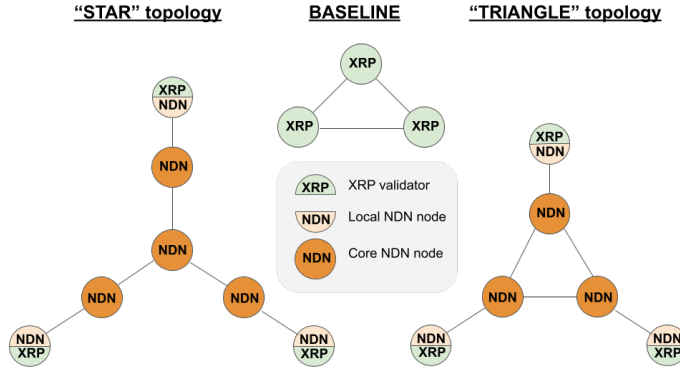 “STAR” topology
BASELINE
“TRIANGLE” topology
XRP
NDN
NDN
NDN
NDN
NDN
NDN
XRP
NDN
XRP
XRP
XRP
XRP
XRP XRP validator
NDN Local NDN node
NDN Core NDN node
XRP
NDN
NDN
NDN
NDN
NDN
XRP
NDN
XRP